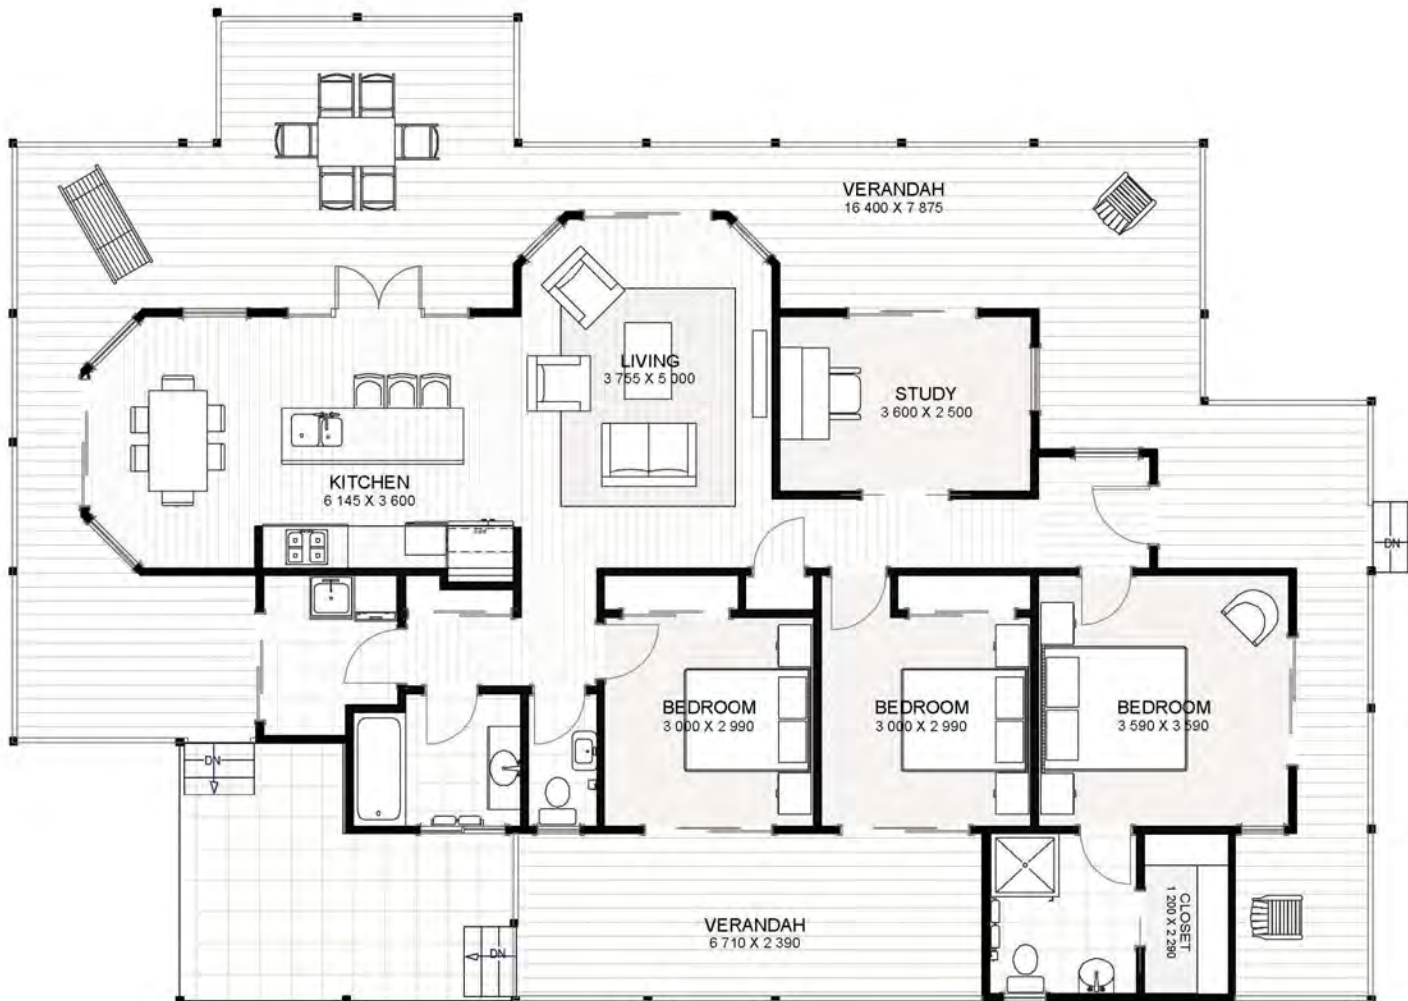 VERANDAH
16 400 X 7 875
LIVING
3 755 X 5 000
STUDY
3 600 X 2 500
KITCHEN
6 145 X 3 600
DN
BEDROOM
3 000 X 2 990
BEDROOM
3 000 X 2 990
BEDROOM
3 590 X 3 590
DN
VERANDAH
6 710 X 2 390
CLOSET
1 200 X 2 290
DN